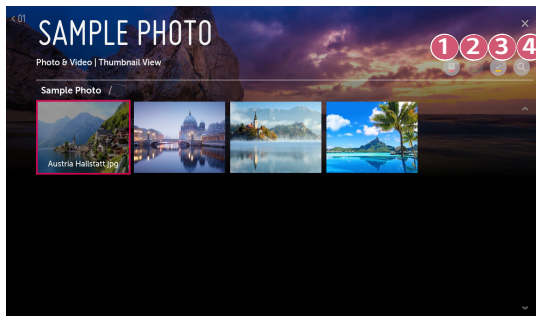 < 01
SAMPLE PHOTO
1 2 3 4
Photo & Video | Thumbnail View
Sample Photo /
Austria Hallstatt.jpg